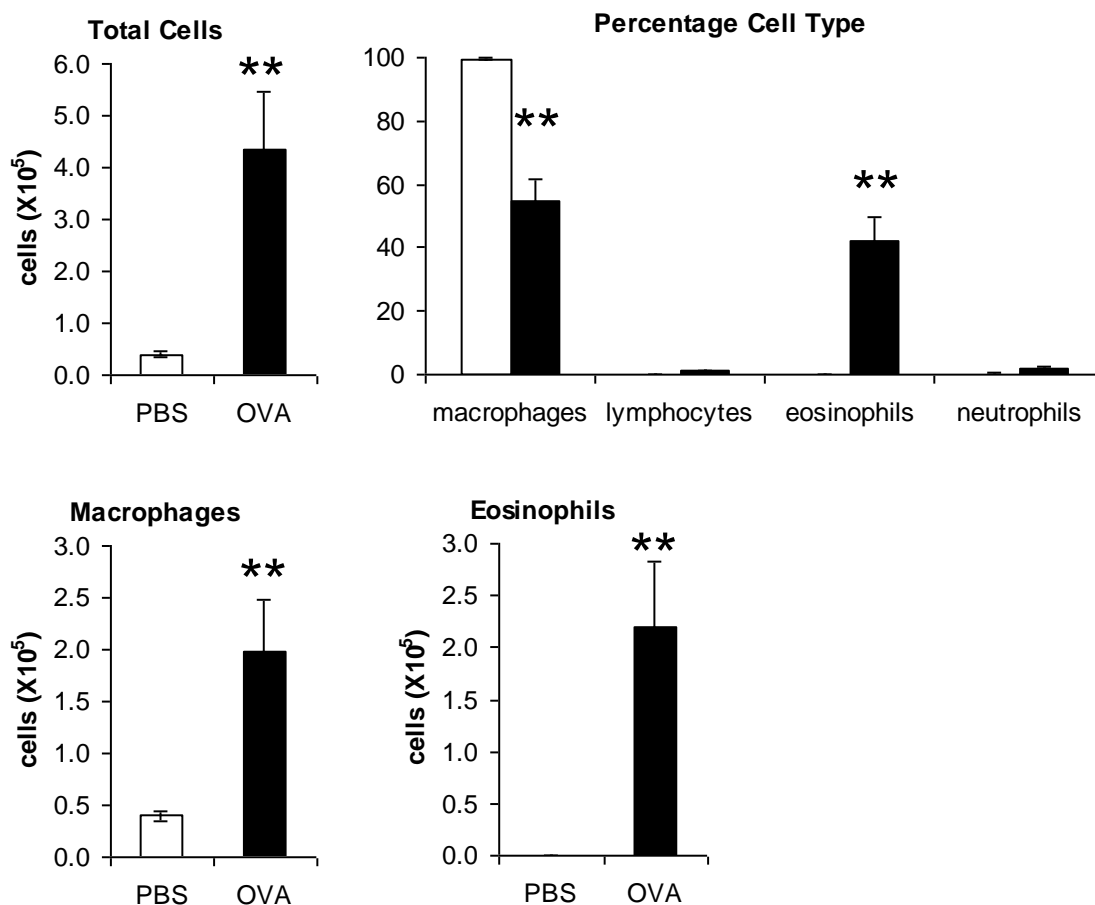 Total Cells
**
6.0
5.0
4.0
3.0
2.0
1.0
0.0
cells (X10⁵)
PBS OVA
Percentage Cell Type
**
**
100
80
60
40
20
0
macrophages lymphocytes eosinophils neutrophils
Macrophages
**
3.0
2.5
2.0
1.5
1.0
0.5
0.0
cells (X10⁵)
PBS OVA
Eosinophils
**
3.0
2.5
2.0
1.5
1.0
0.5
0.0
cells (X10⁵)
PBS OVA